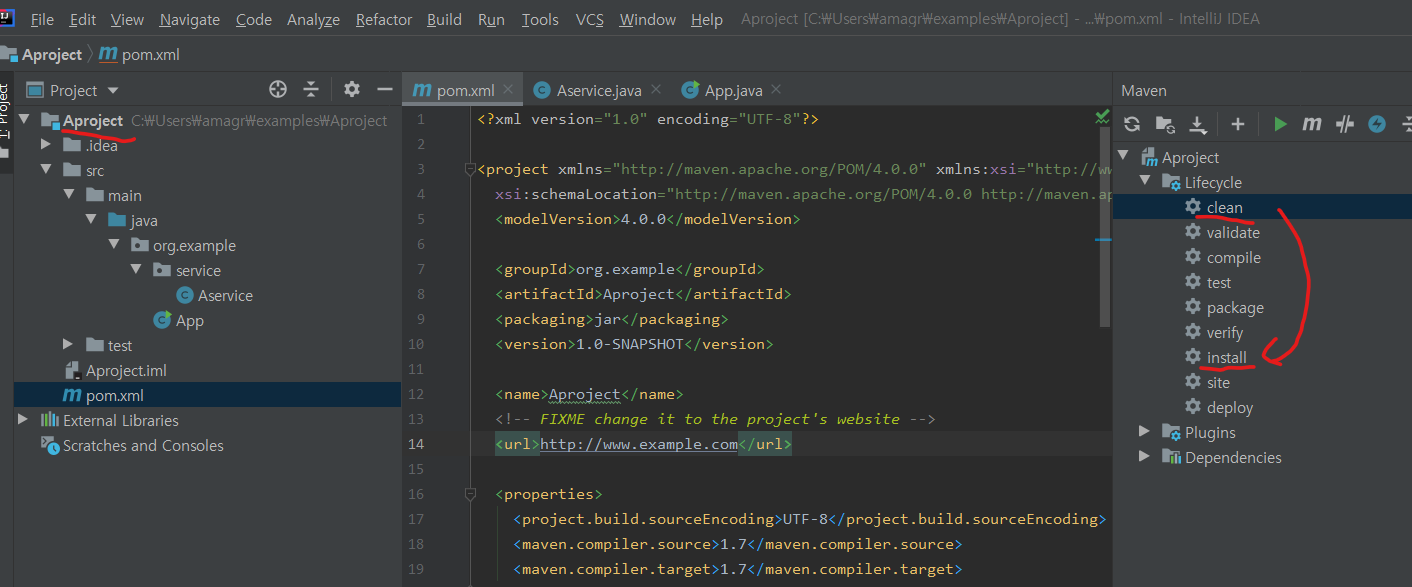 File Edit View Navigate Code Analyze Refactor Build Run Tools VCS Window Help Aproject [C:₩Users₩amagr₩examples₩Aproject] - ...₩pom.xml - IntelliJ IDEA
Aproject pom.xml
1: Project
Project
pom.xml Aservice.java App.java
Maven
Aproject C:₩Users₩amagr₩examples₩Aproject
.idea
src
main
java
org.example
service
Aservice
App
test
Aproject.iml
pom.xml
External Libraries
Scratches and Consoles
1 <?xml version="1.0" encoding="UTF-8"?>
2
3 <project xmlns="http://maven.apache.org/POM/4.0.0" xmlns:xsi="http://ww
4 xsi:schemaLocation="http://maven.apache.org/POM/4.0.0 http://maven.ap
5 <modelVersion>4.0.0</modelVersion>
6
7 <groupId>org.example</groupId>
8 <artifactId>Aproject</artifactId>
9 <packaging>jar</packaging>
10 <version>1.0-SNAPSHOT</version>
11
12 <name>Aproject</name>
13 <!-- FIXME change it to the project's website -->
14 <url>http://www.example.com</url>
15
16 <properties>
17 <project.build.sourceEncoding>UTF-8</project.build.sourceEncoding>
18 <maven.compiler.source>1.7</maven.compiler.source>
19 <maven.compiler.target>1.7</maven.compiler.target>
Aproject
Lifecycle
clean
validate
compile
test
package
verify
install
site
deploy
Plugins
Dependencies